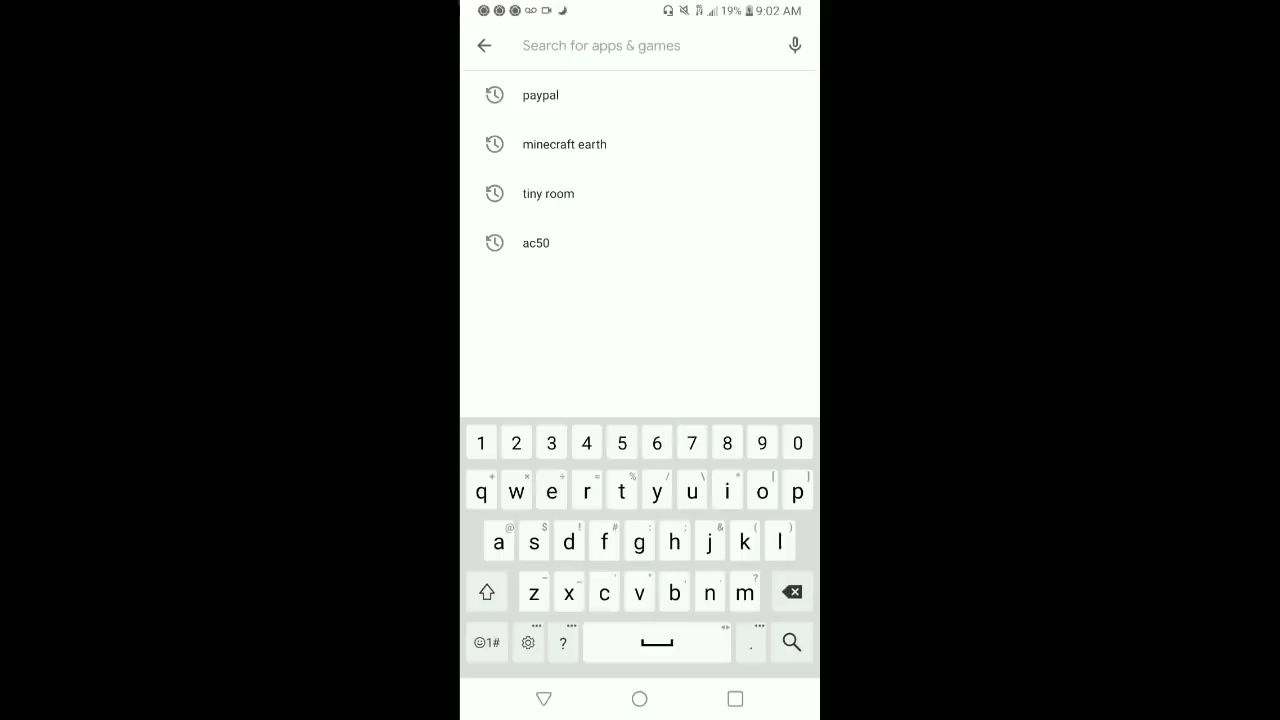 19% 9:02 AM
Search for apps & games
paypal
minecraft earth
tiny room
ac50
1 2 3 4 5 6 7 8 9 0
q w e r t y u i o p
a s d f g h j k l
z x c v b n m
1# ? .